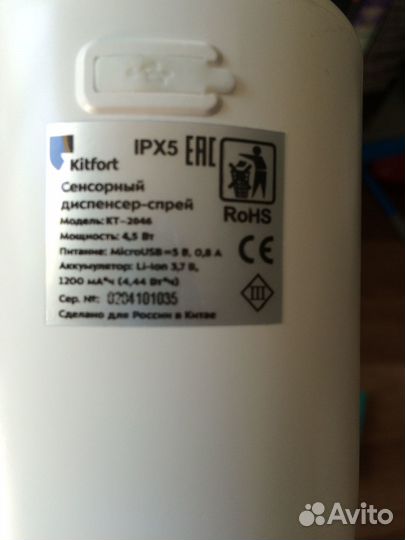 Kitfort
IPX5 EAC
Сенсорный
диспенсер-спрей
Модель: КТ-2046
Мощность: 4,5 Вт
Питание: MicroUSB=5 В, 0,8 А
Аккумулятор: Li-ion 3,7 В,
1200 мА*ч (4,44 Вт*ч)
Сер. №: 0204101035
Сделано для России в Китае
RoHS
CE
III
Avito